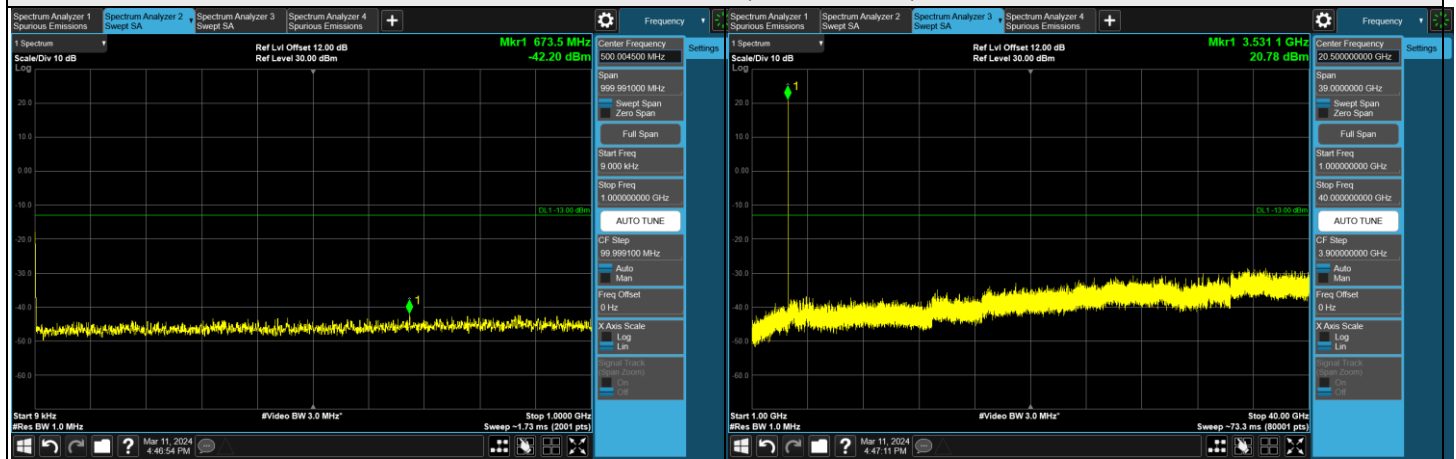 Spectrum Analyzer 1
Spurious Emissions
Spectrum Analyzer 2
Swept SA
Spectrum Analyzer 3
Swept SA
Spectrum Analyzer 4
Swept SA
+
Frequency
1 Spectrum
Scale/Div 10 dB
Log
Ref Lvl Offset 12.00 dB
Ref Level 30.00 dBm
Mkr1 673.5 MHz
-42.20 dBm
20.0
10.0
0.00
-10.0
-20.0
-30.0
-40.0
-50.0
-60.0
DL1 -13.00 dBm
1
Start 9 kHz
#Res BW 1.0 MHz
#Video BW 3.0 MHz*
Stop 1.0000 GHz
Sweep ~1.73 ms (2001 pts)
Center Frequency
500.004500 MHz
Settings
Span
999.991000 MHz
Swept Span
Zero Span
Full Span
Start Freq
9.000 kHz
Stop Freq
1.000000000 GHz
AUTO TUNE
CF Step
99.999100 MHz
Auto
Man
Freq Offset
0 Hz
X Axis Scale
Log
Lin
Signal Track
(Span Zoom)
On
Off
?
Mar 11, 2024
4:46:54 PM
Spectrum Analyzer 1
Spurious Emissions
Spectrum Analyzer 2
Swept SA
Spectrum Analyzer 3
Swept SA
Spectrum Analyzer 4
Swept SA
+
Frequency
1 Spectrum
Scale/Div 10 dB
Log
Ref Lvl Offset 12.00 dB
Ref Level 30.00 dBm
Mkr1 3.531 1 GHz
20.78 dBm
20.0
10.0
0.00
-10.0
-20.0
-30.0
-40.0
-50.0
-60.0
DL1 -13.00 dBm
1
Start 1.00 GHz
#Res BW 1.0 MHz
#Video BW 3.0 MHz*
Stop 40.00 GHz
Sweep ~73.3 ms (80001 pts)
Center Frequency
20.500000000 GHz
Settings
Span
39.0000000 GHz
Swept Span
Zero Span
Full Span
Start Freq
1.000000000 GHz
Stop Freq
40.000000000 GHz
AUTO TUNE
CF Step
3.900000000 GHz
Auto
Man
Freq Offset
0 Hz
X Axis Scale
Log
Lin
Signal Track
(Span Zoom)
On
Off
?
Mar 11, 2024
4:47:11 PM